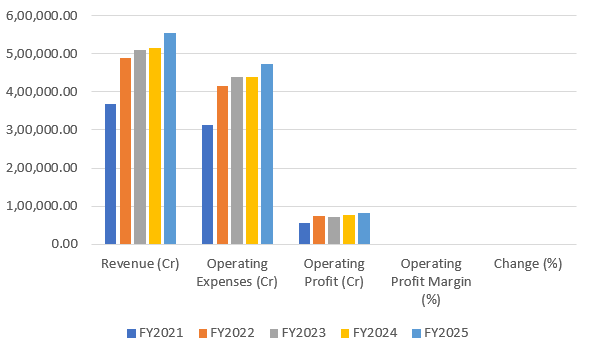 6,00,000.00
5,00,000.00
4,00,000.00
3,00,000.00
2,00,000.00
1,00,000.00
0.00
Revenue (Cr) Operating Operating Operating Change (%)
Expenses (Cr) Profit (Cr) Profit Margin
(%)
FY2021 FY2022 FY2023 FY2024 FY2025